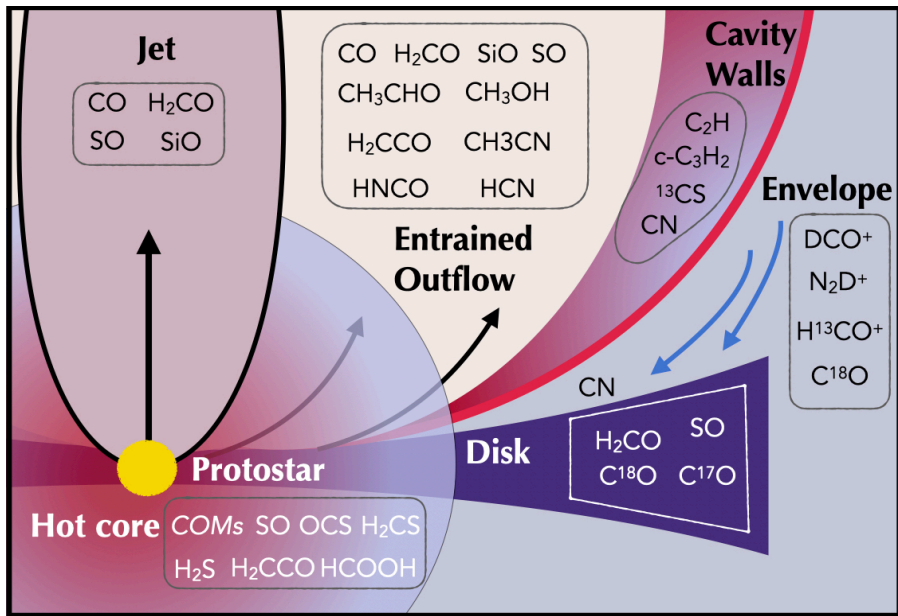 Jet
CO H₂CO
SO SiO
CO H₂CO SiO SO
CH3CHO CH₃OH
H₂CCO CH3CN
HNCO HCN
Entrained
Outflow
Cavity
Walls
C₂H
c-C₃H₂
¹³CS
CN
Envelope
DCO⁺
N₂D⁺
H¹³CO⁺
C¹⁸O
CN
Disk
H₂CO SO
C¹⁸O C¹⁷O
Protostar
Hot core
COMs SO OCS H₂CS
H₂S H₂CCO HCOOH